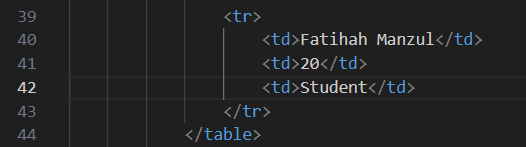 39 <tr>
40 <td>Fatihah Manzul</td>
41 <td>20</td>
42 <td>Student</td>
43 </tr>
44 </table>